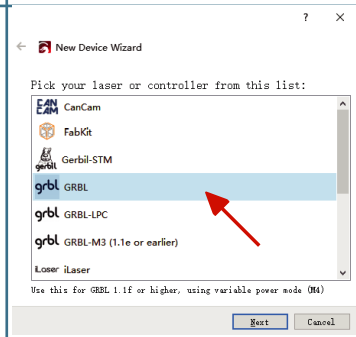 ?
New Device Wizard
Pick your laser or controller from this list:
CAN CAM CanCam
FabKit
gerbil Gerbil-STM
grbl GRBL
grbl GRBL-LPC
grbl GRBL-M3 (1.1e or earlier)
iLaser iLaser
Use this for GRBL 1.1f or higher, using variable power mode (M4)
Next Cancel